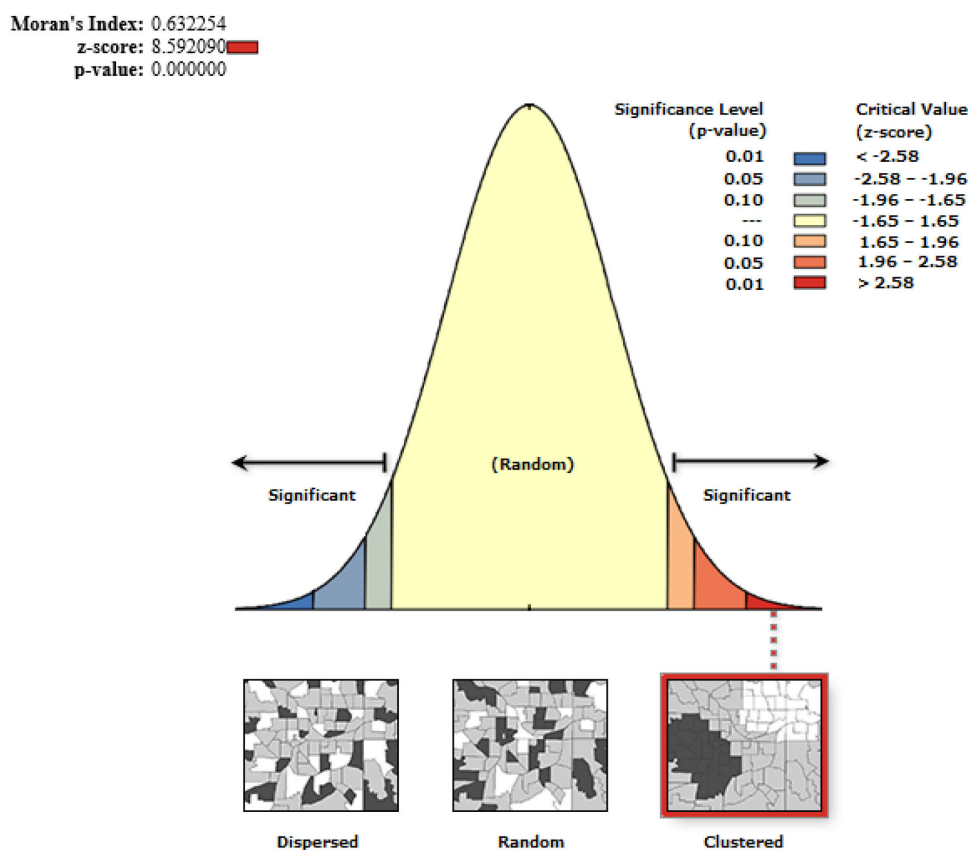 Moran's Index: 0.632254
z-score: 8.592090
p-value: 0.000000
Significance Level (p-value)
Critical Value (z-score)
0.01 < -2.58
0.05 -2.58 – -1.96
0.10 -1.96 – -1.65
--- -1.65 – 1.65
0.10 1.65 – 1.96
0.05 1.96 – 2.58
0.01 > 2.58
(Random)
Significant
Significant
Dispersed
Random
Clustered